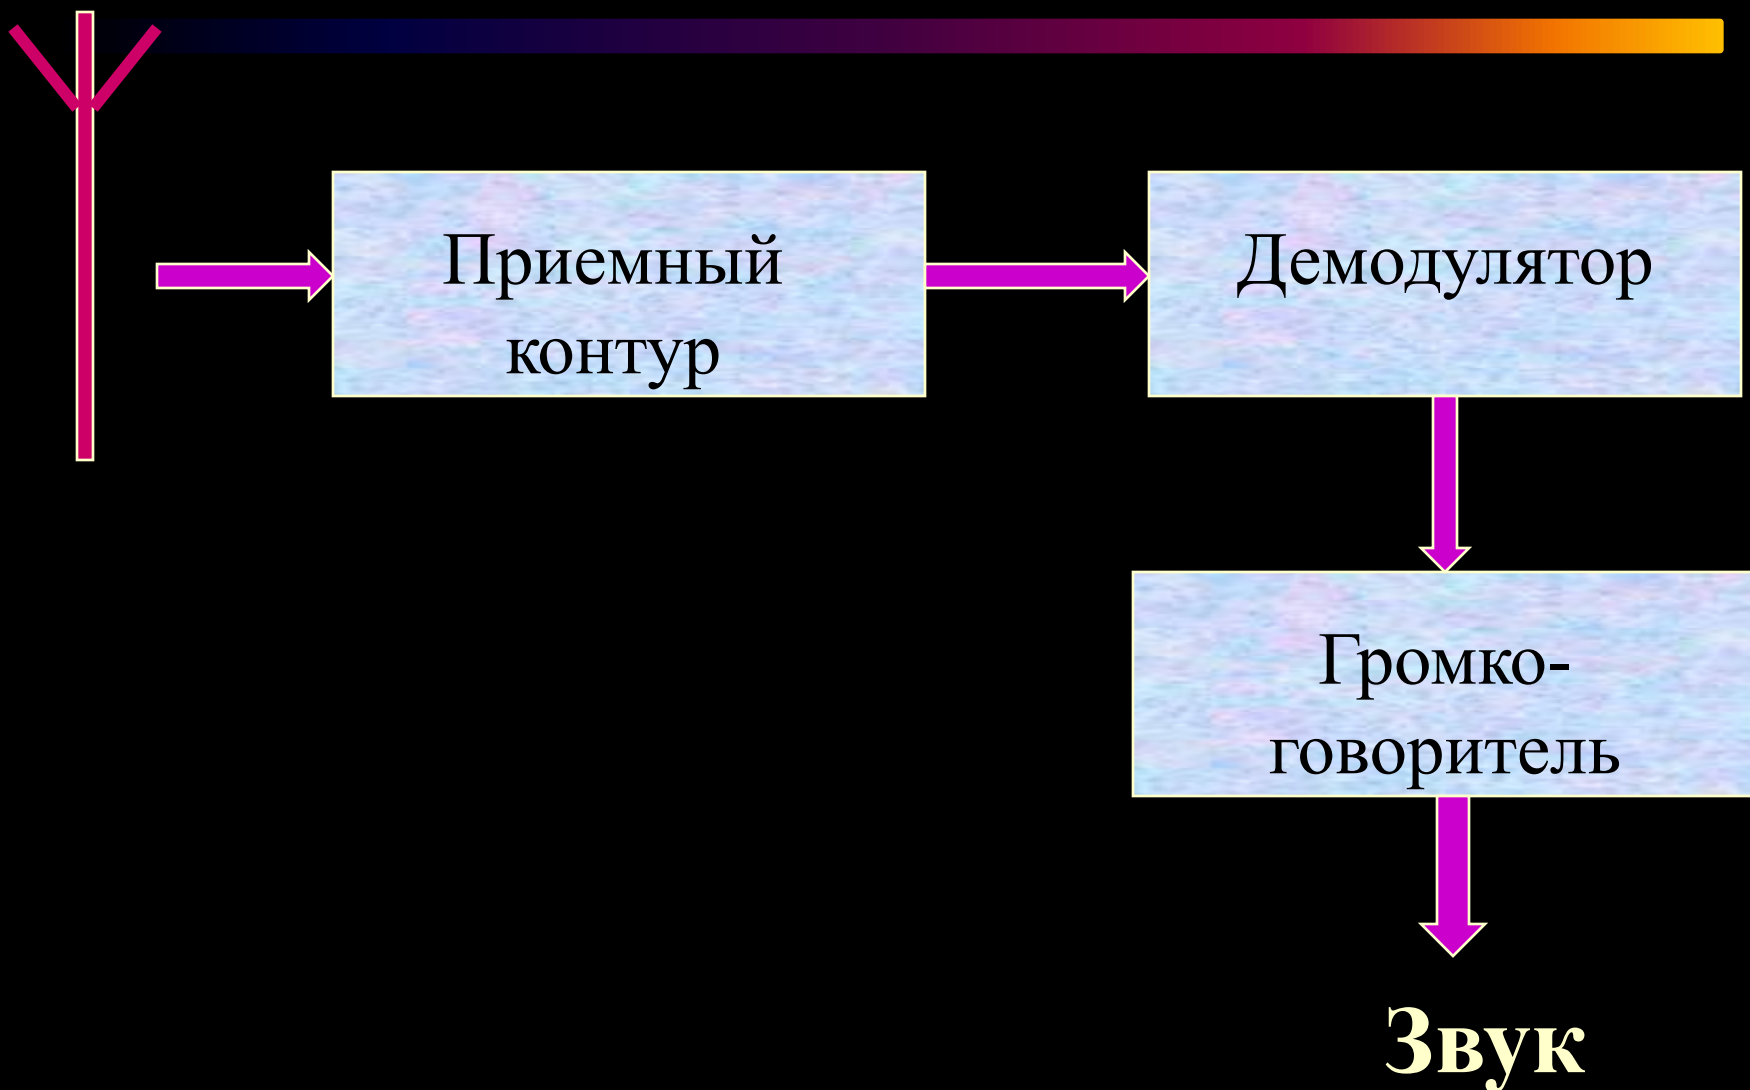 Приемный
контур
Демодулятор
Громко-
говоритель
Звук